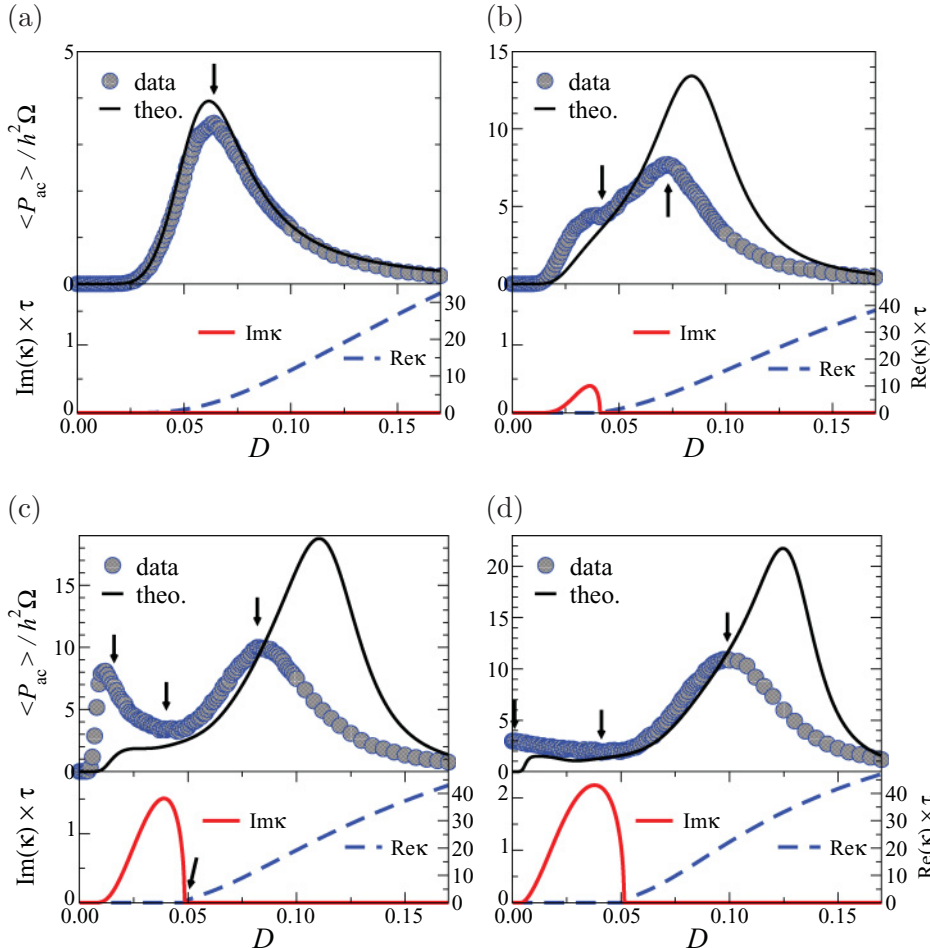 (a)
5
data
theo.
0
<P_ac> / h²Ω
30
20
10
0
1
0
Im(κ) × τ
Imκ
Reκ
0.00 0.05 0.10 0.15
D
(b)
15
10
5
0
data
theo.
1
0
Imκ
Reκ
40
30
20
10
0
Re(κ) × τ
0.00 0.05 0.10 0.15
D
(c)
15
10
5
0
data
theo.
<P_ac> / h²Ω
1
0
Im(κ) × τ
Imκ
Reκ
40
30
20
10
0
0.00 0.05 0.10 0.15
D
(d)
20
15
10
5
0
data
theo.
2
1
0
Imκ
Reκ
40
30
20
10
0
Re(κ) × τ
0.00 0.05 0.10 0.15
D